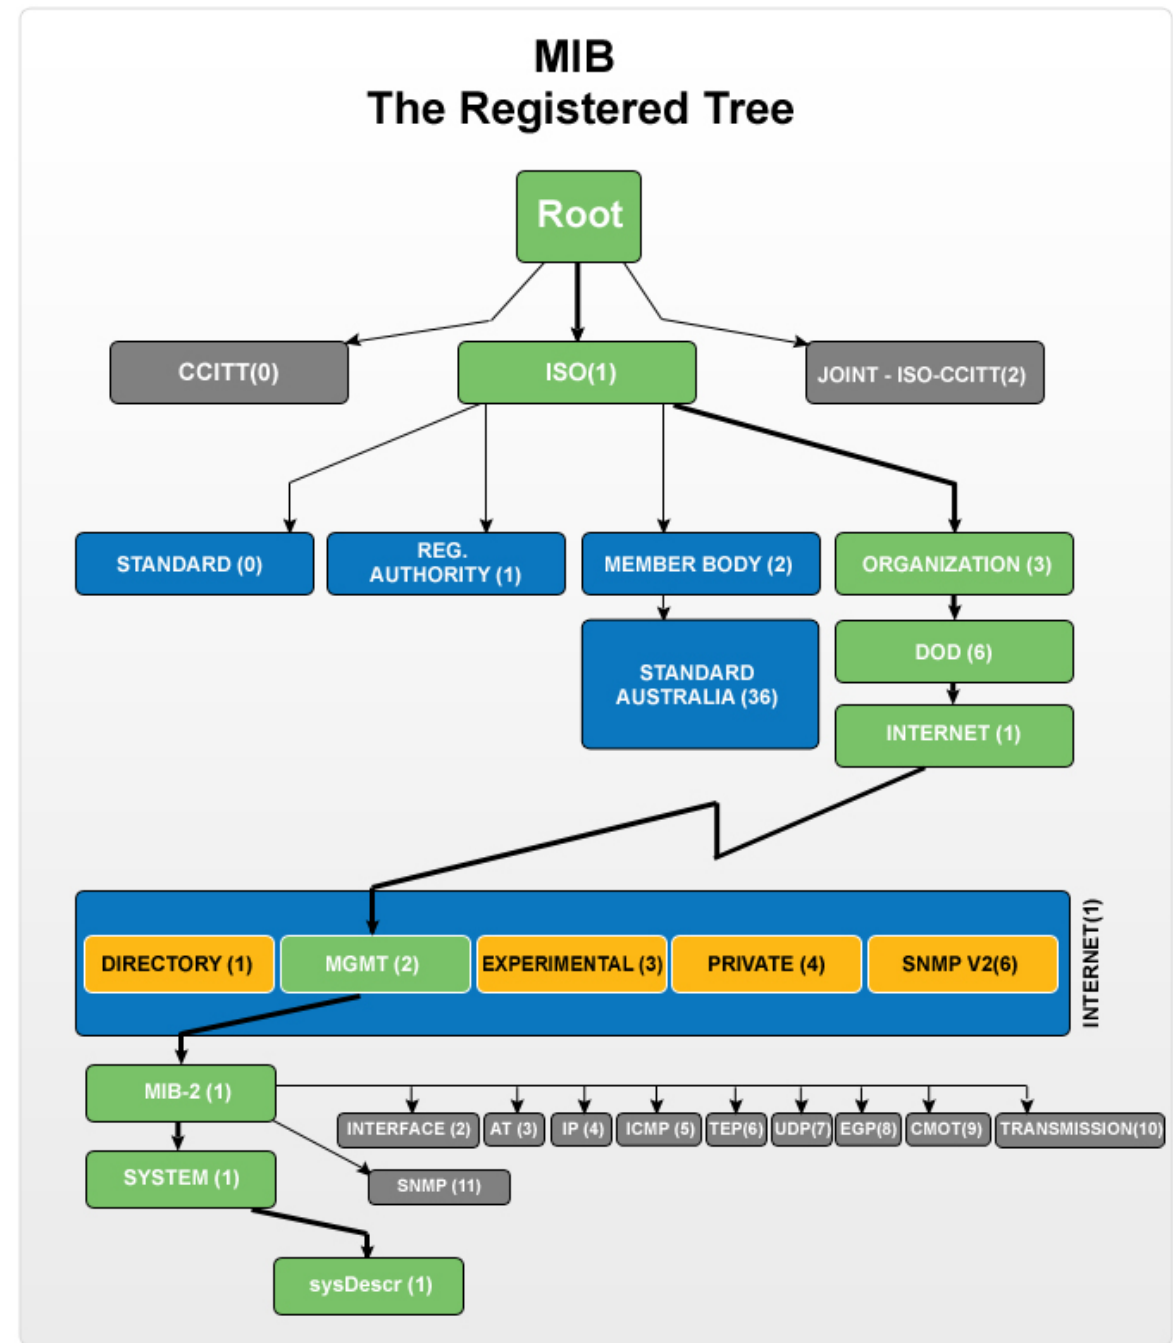 MIB
The Registered Tree
Root
CCITT(0)
ISO(1)
JOINT - ISO-CCITT(2)
STANDARD (0)
REG.
AUTHORITY (1)
MEMBER BODY (2)
ORGANIZATION (3)
STANDARD
AUSTRALIA (36)
DOD (6)
INTERNET (1)
DIRECTORY (1)
MGMT (2)
EXPERIMENTAL (3)
PRIVATE (4)
SNMP V2(6)
INTERNET(1)
MIB-2 (1)
INTERFACE (2)
AT (3)
IP (4)
ICMP (5)
TEP(6)
UDP(7)
EGP(8)
CMOT(9)
TRANSMISSION(10)
SYSTEM (1)
SNMP (11)
sysDescr (1)